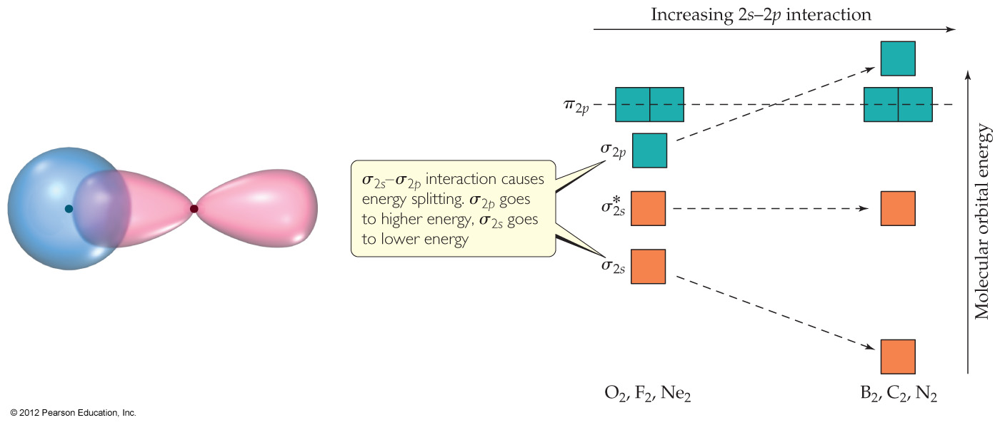 Increasing 2s–2p interaction
π2p
σ2p
σ2s–σ2p interaction causes
energy splitting. σ2p goes
to higher energy, σ2s goes
to lower energy
σ*2s
σ2s
Molecular orbital energy
O2, F2, Ne2
B2, C2, N2
© 2012 Pearson Education, Inc.